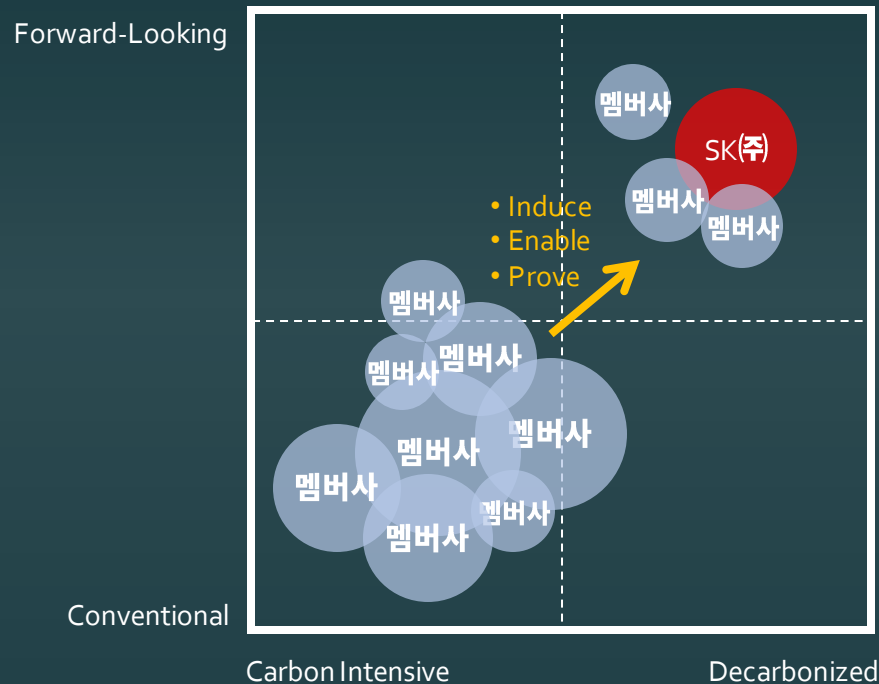 Forward-Looking
멤버사
SK㈜
멤버사
멤버사
• Induce
• Enable
• Prove
멤버사
멤버사
멤버사
멤버사
멤버사
멤버사
멤버사
멤버사
Conventional
Carbon Intensive
Decarbonized